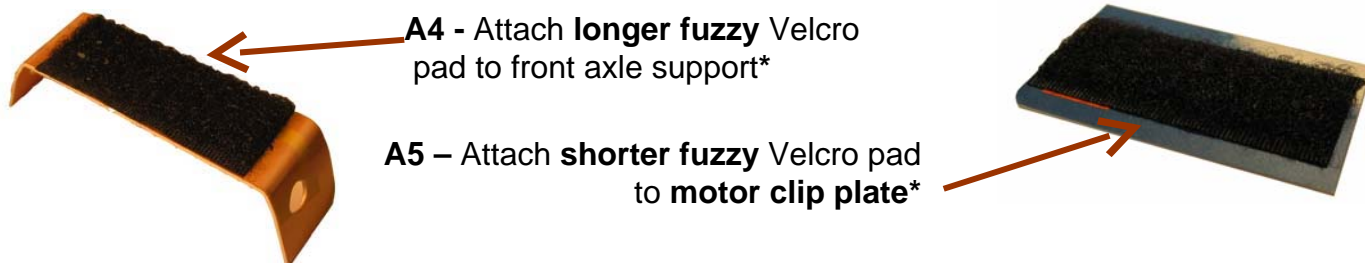 A4 - Attach longer fuzzy Velcro
pad to front axle support*
A5 – Attach shorter fuzzy Velcro pad
to motor clip plate*